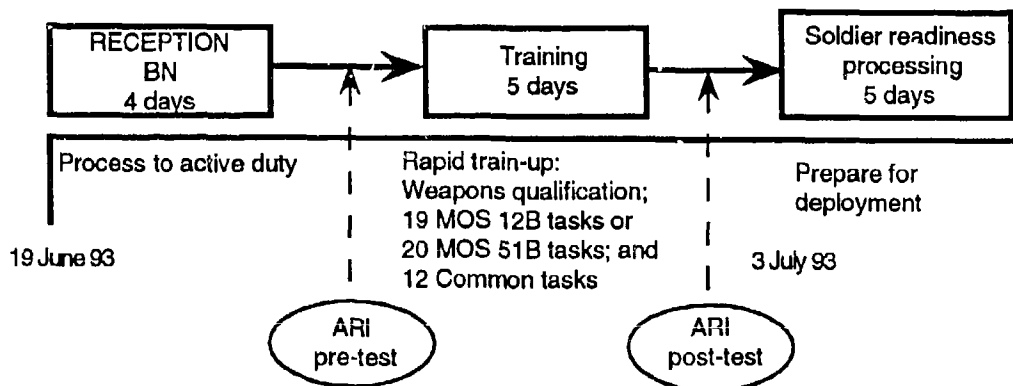 RECEPTION
BN
4 days
Training
5 days
Soldier readiness
processing
5 days
Process to active duty
Rapid train-up:
Weapons qualification;
19 MOS 12B tasks or
20 MOS 51B tasks; and
12 Common tasks
Prepare for
deployment
19 June 93
3 July 93
ARI
pre-test
ARI
post-test